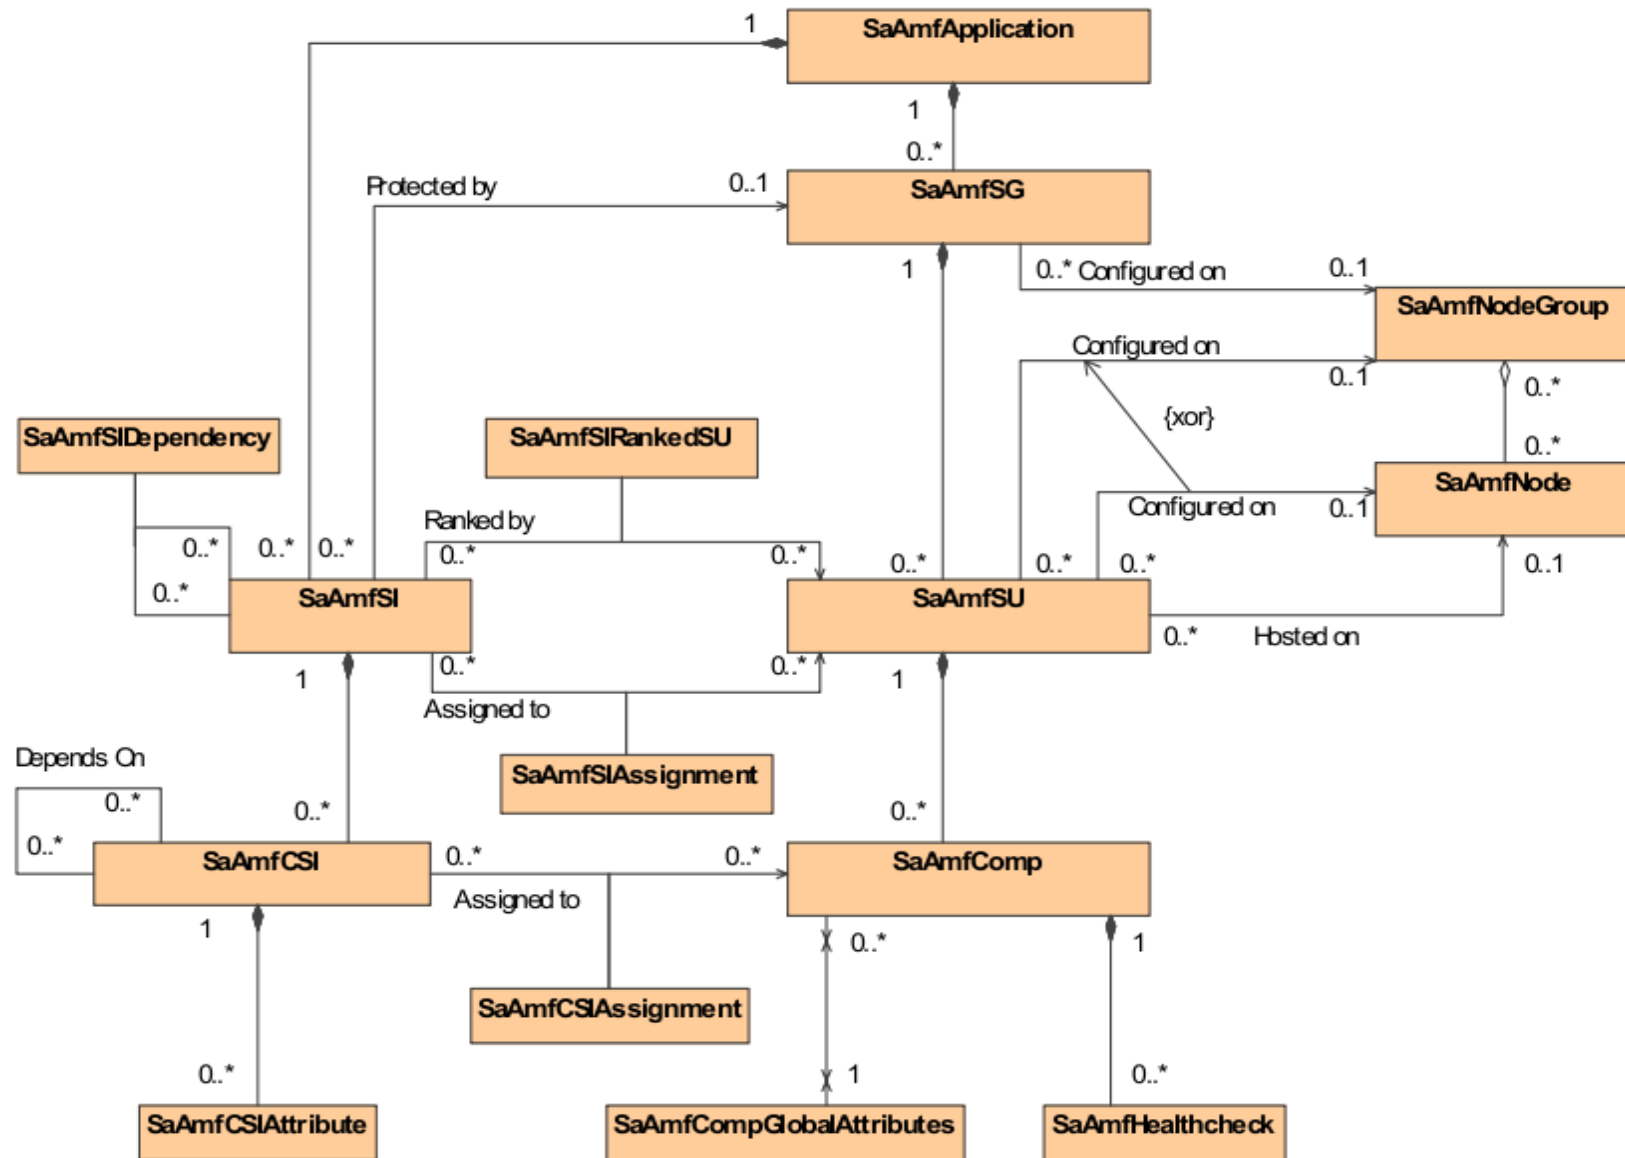 1
SaAmfApplication
1
0..*
Protected by
0..1
SaAmfSG
1
0..*
Configured on
0..1
SaAmfNodeGroup
Configured on
0..1
0..*
{xor}
SaAmfSIDependency
SaAmfSIRankedSU
0..*
SaAmfNode
Ranked by
Configured on
0..1
0..*
0..*
0..*
0..*
0..*
0..*
0..*
0..*
0..1
0..*
SaAmfSI
SaAmfSU
0..*
Hosted on
1
0..*
0..*
1
Assigned to
Depends On
SaAmfSIAssignment
0..*
0..*
0..*
0..*
SaAmfCSI
0..*
0..*
SaAmfComp
Assigned to
1
0..*
1
SaAmfCSIAssignment
0..*
1
0..*
SaAmfCSIAttribute
SaAmfCompGlobalAttributes
SaAmfHealthcheck